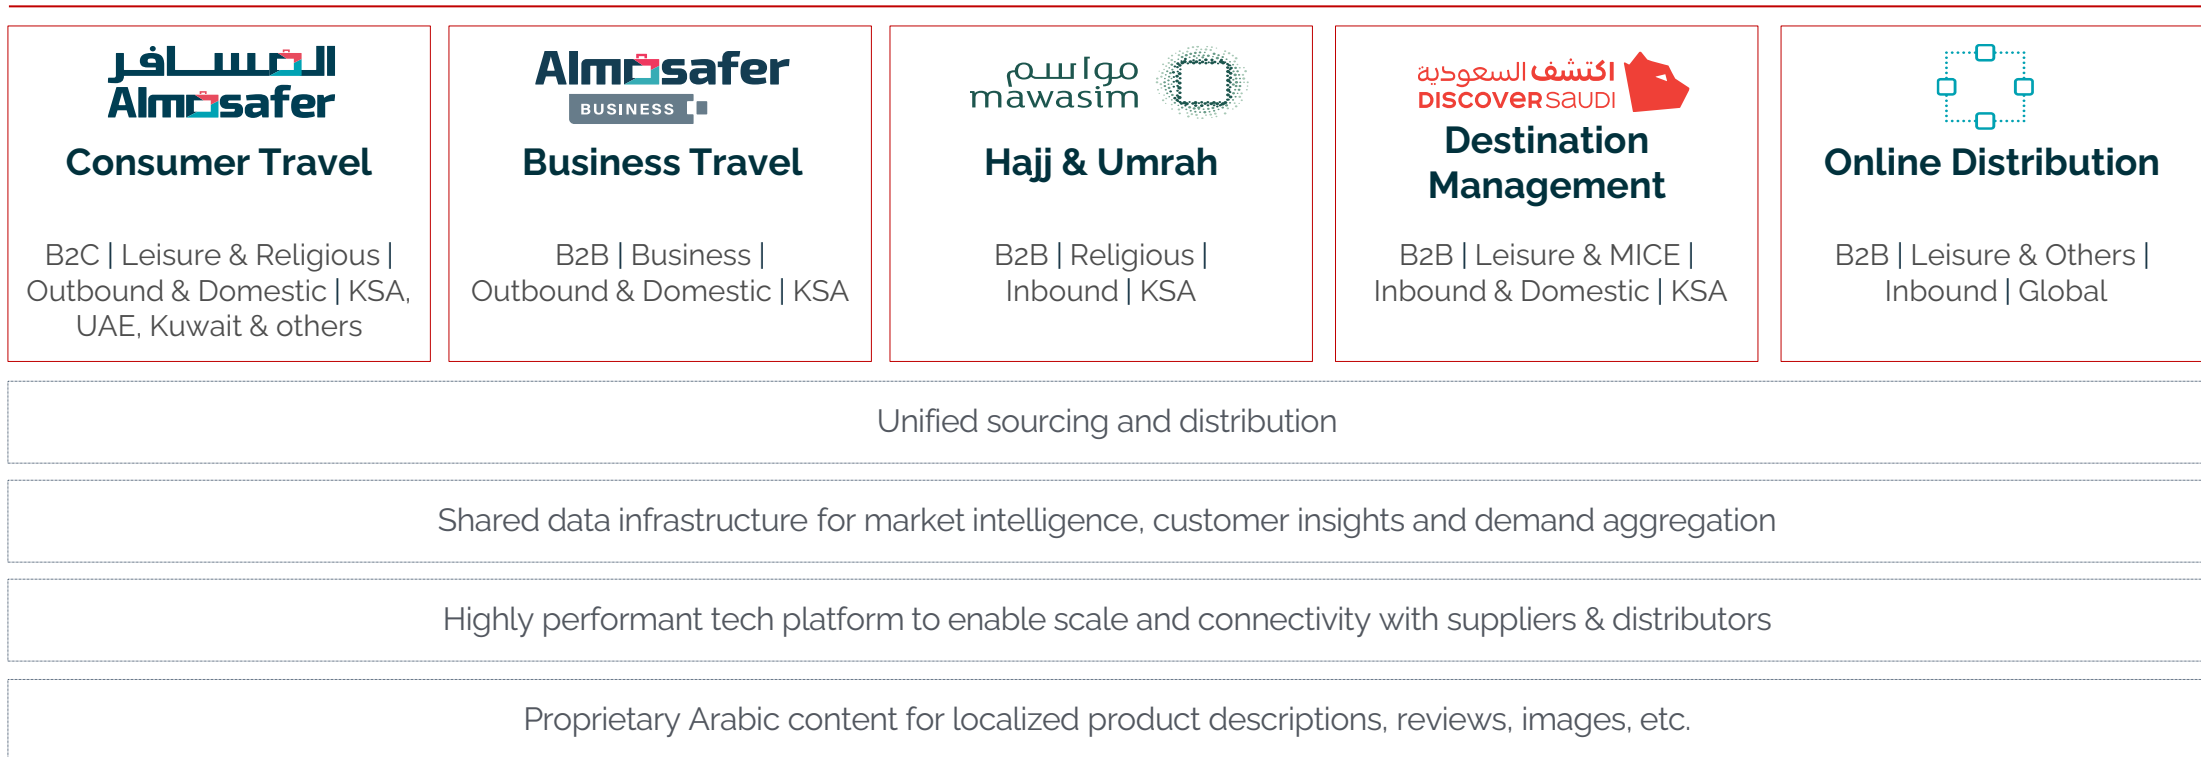 المسافر
Almosafer
Consumer Travel
B2C | Leisure & Religious |
Outbound & Domestic | KSA,
UAE, Kuwait & others
Almosafer
BUSINESS
Business Travel
B2B | Business |
Outbound & Domestic | KSA
مواسم
mawasim
Hajj & Umrah
B2B | Religious |
Inbound | KSA
اكتشف السعودية
DISCOVER SAUDI
Destination
Management
B2B | Leisure & MICE |
Inbound & Domestic | KSA
Online Distribution
B2B | Leisure & Others |
Inbound | Global
Unified sourcing and distribution
Shared data infrastructure for market intelligence, customer insights and demand aggregation
Highly performant tech platform to enable scale and connectivity with suppliers & distributors
Proprietary Arabic content for localized product descriptions, reviews, images, etc.